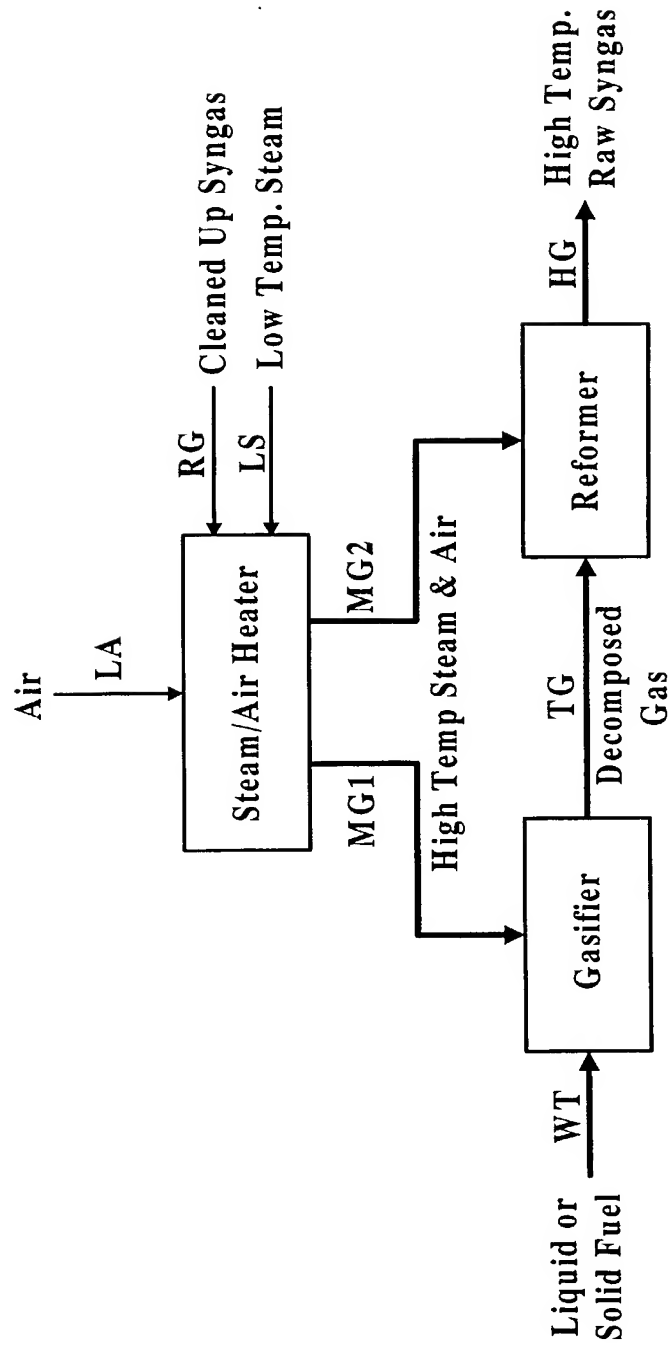 Air
LA
RG
Cleaned Up Syngas
LS
Low Temp. Steam
Steam/Air Heater
MG1
MG2
High Temp Steam & Air
Liquid or
Solid Fuel
WT
Gasifier
TG
Decomposed
Gas
Reformer
HG
High Temp.
Raw Syngas